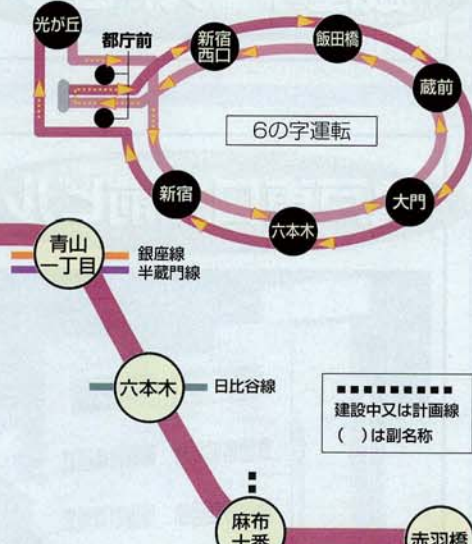 光が丘
都庁前
新宿
西口
飯田橋
蔵前
6の字運転
新宿
六本木
大門
青山
一丁目
銀座線
半蔵門線
六本木
日比谷線
建設中又は計画線
( )は副名称
麻布
十番
赤羽橋